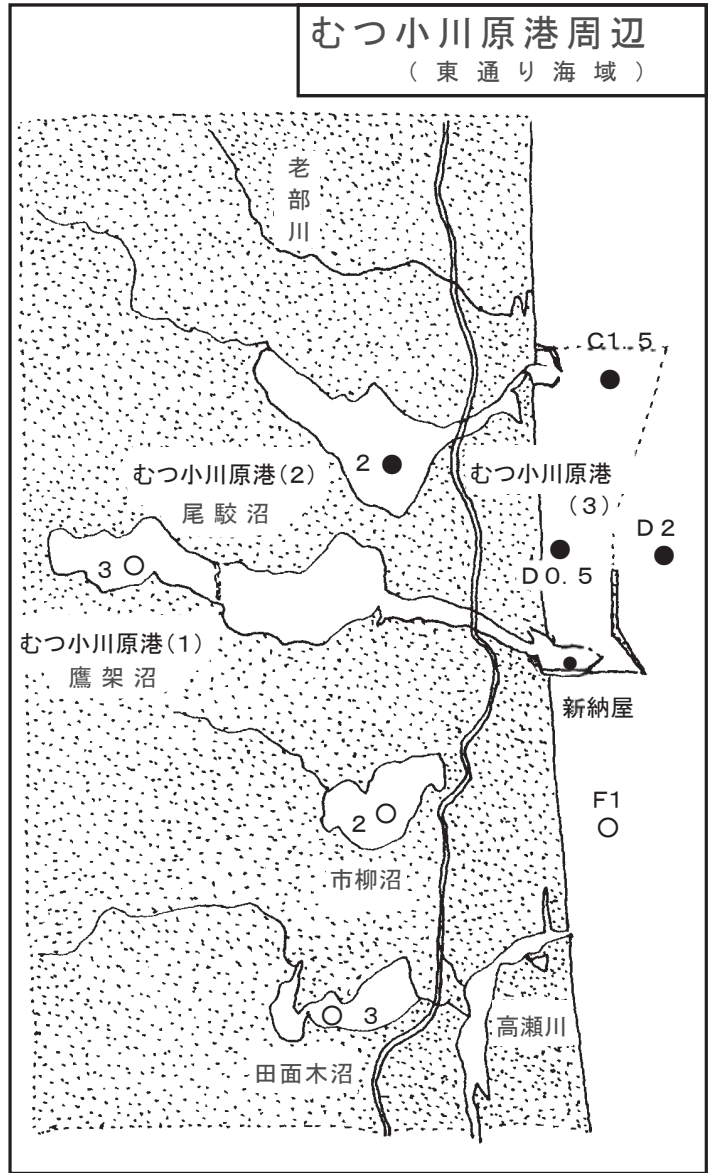 むつ小川原港周辺
(東通り海域)
老部川
C1.5
むつ小川原港(2)
尾駮沼
2
むつ小川原港
(3)
D2
D0.5
3
むつ小川原港(1)
鷹架沼
新納屋
F1
2
市柳沼
3
田面木沼
高瀬川